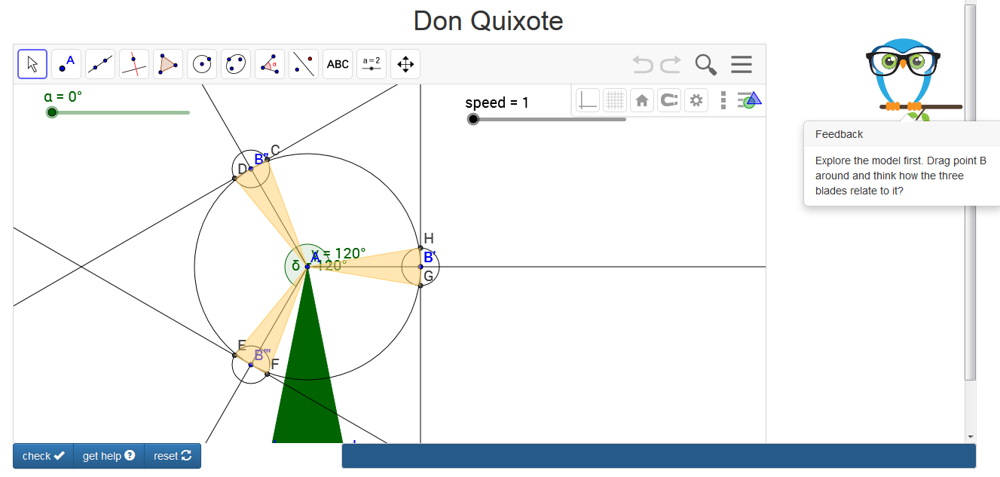 Don Quixote
A
α
ABC
a=2
α = 0°
speed = 1
Feedback
Explore the model first. Drag point B
around and think how the three
blades relate to it?
C
B''
D
H
γ = 120°
A
B'
δ = 120°
G
E
B'''
F
check
get help ?
reset